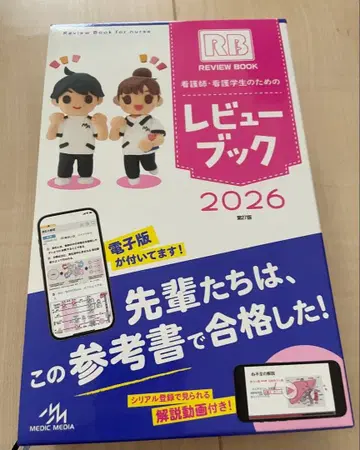 Review Book for nurse
RB
REVIEW BOOK
看護師・看護学生のための
レビュー
ブック
2026
第27版
電子版
が付いてます!
先輩たちは、
この参考書で合格した!
シリアル登録で見られる
解説動画付き!
MEDIC MEDIA